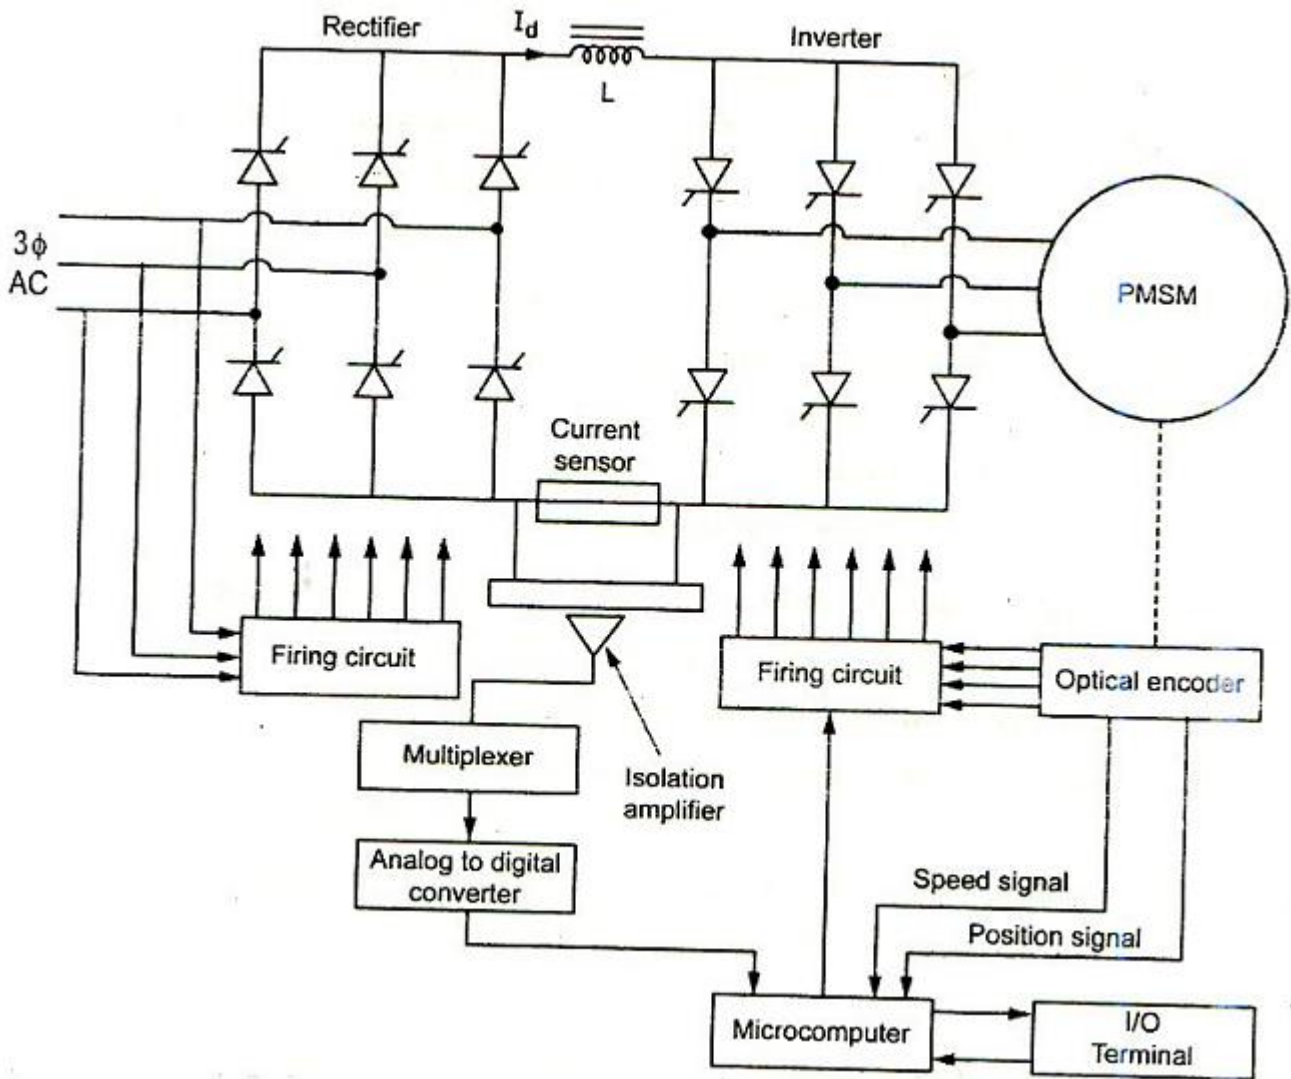 Rectifier
I_d
Inverter
L
3ϕ
AC
PMSM
Current
sensor
Firing circuit
Firing circuit
Optical encoder
Multiplexer
Isolation
amplifier
Analog to digital
converter
Speed signal
Position signal
Microcomputer
I/O
Terminal